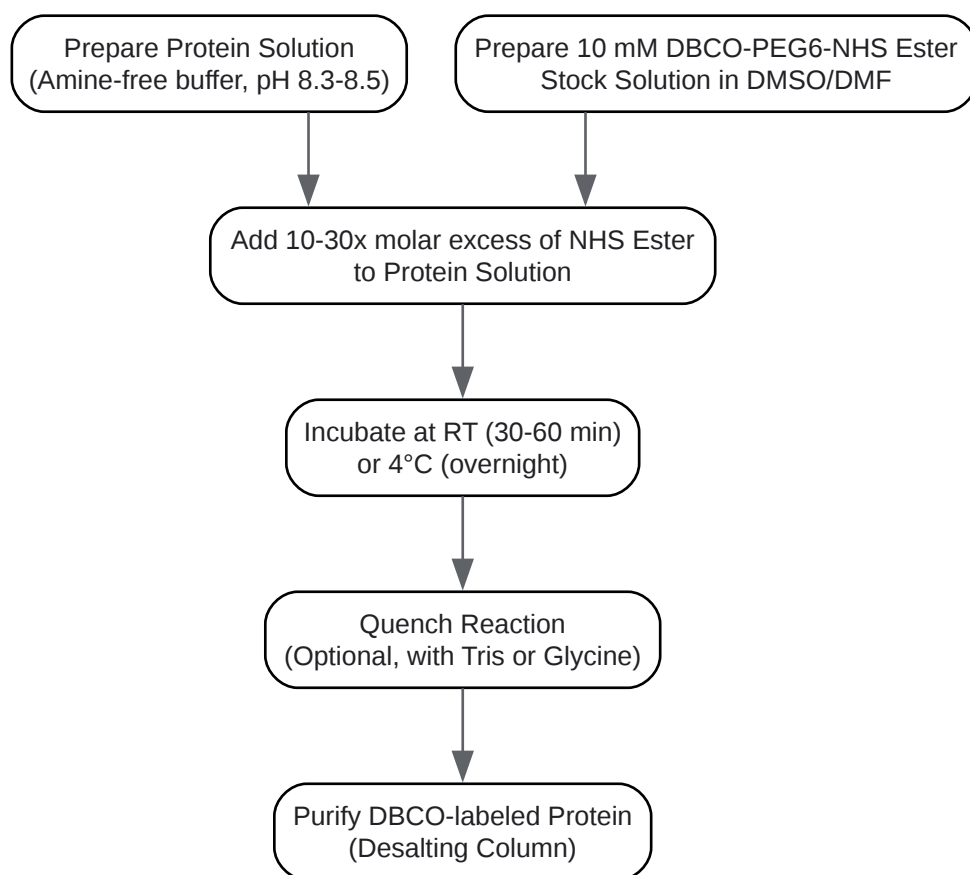 Prepare Protein Solution
(Amine-free buffer, pH 8.3-8.5)
Prepare 10 mM DBCO-PEG6-NHS Ester
Stock Solution in DMSO/DMF
Add 10-30x molar excess of NHS Ester
to Protein Solution
Incubate at RT (30-60 min)
or 4°C (overnight)
Quench Reaction
(Optional, with Tris or Glycine)
Purify DBCO-labeled Protein
(Desalting Column)